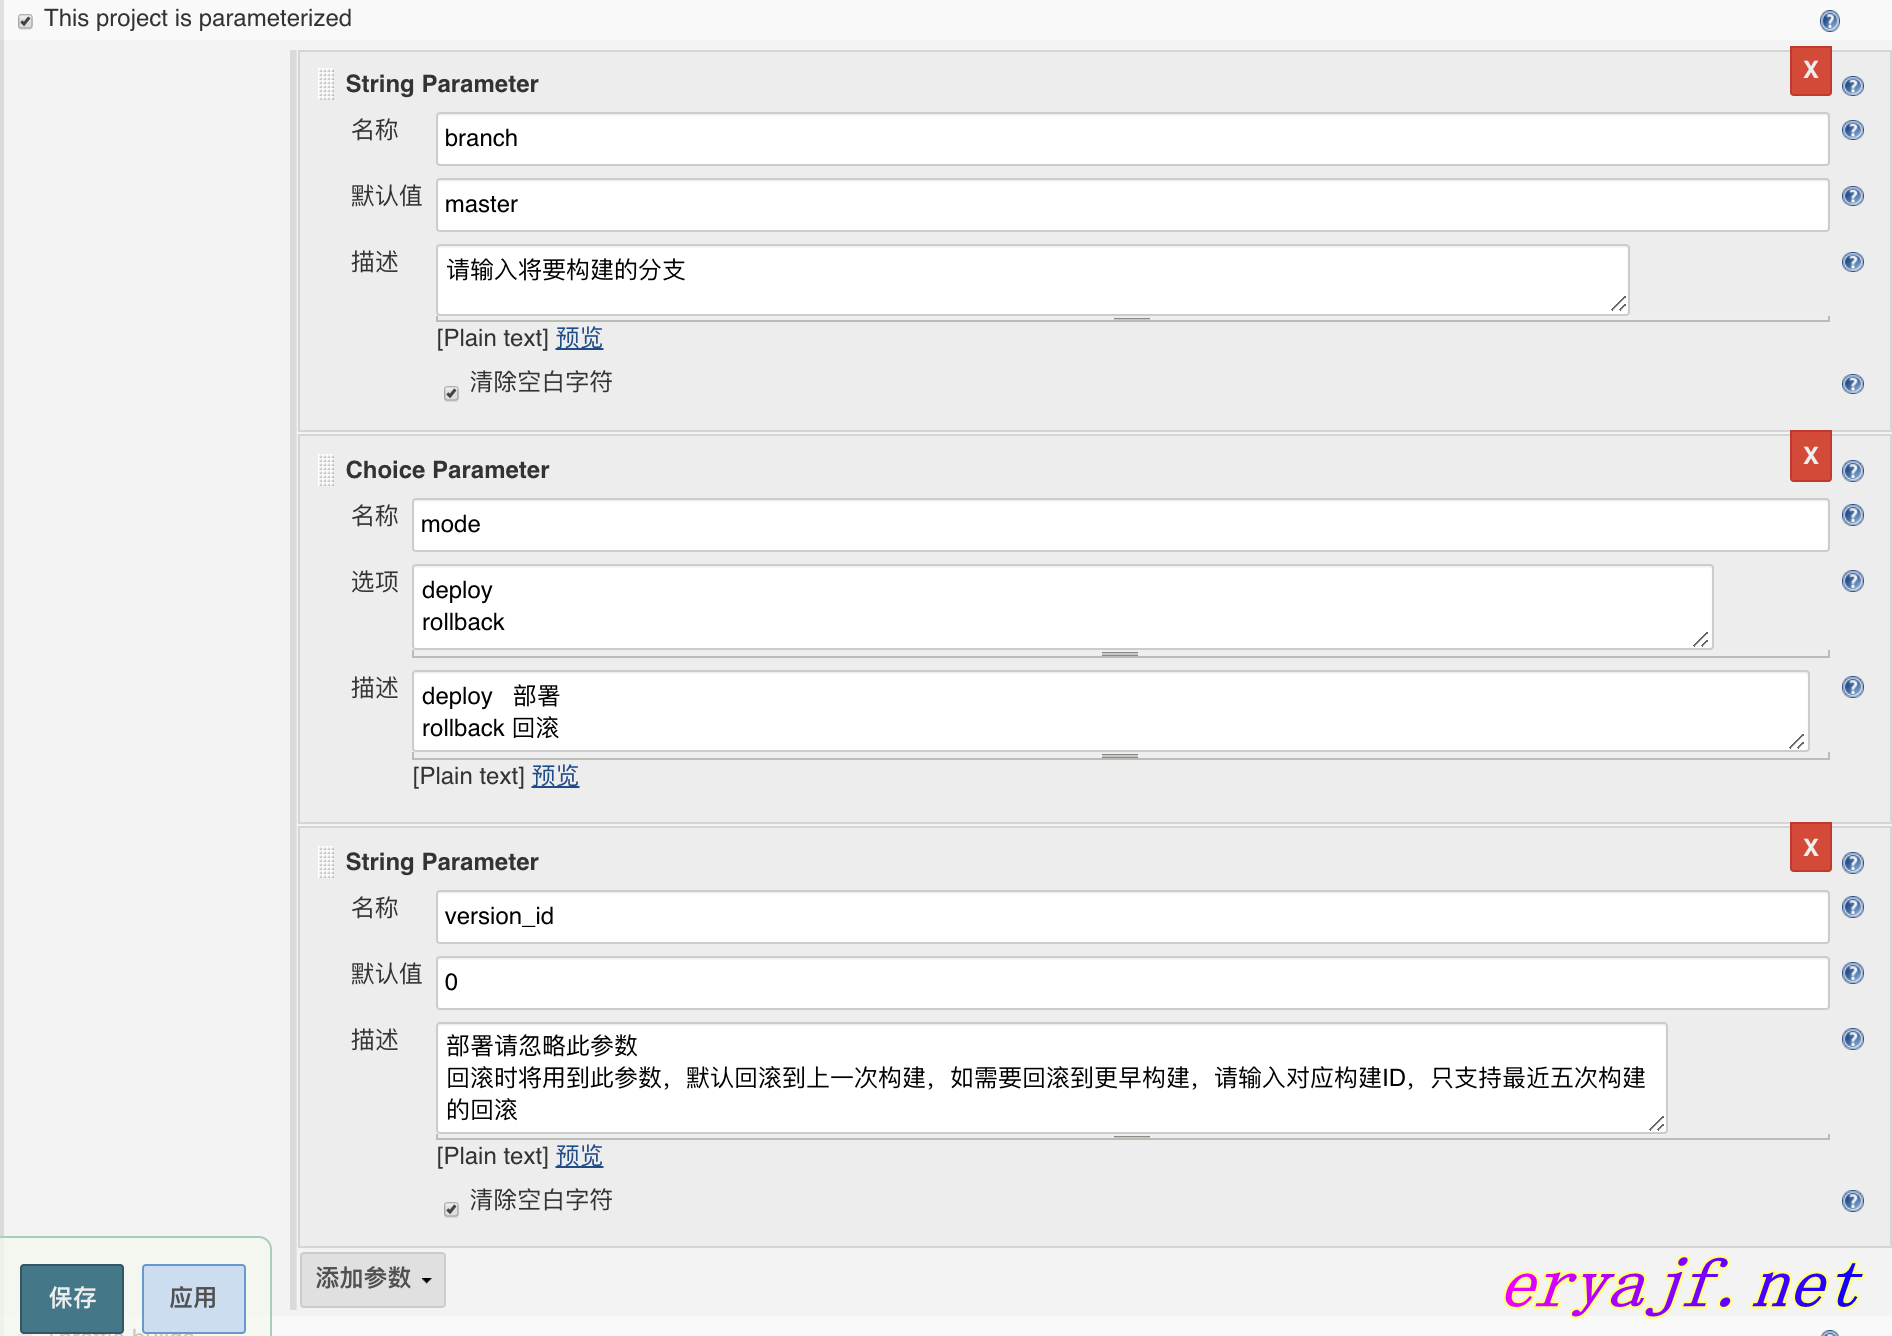 This project is parameterized
String Parameter
X
名称
branch
默认值
master
描述
请输入将要构建的分支
[Plain text] 预览
清除空白字符
Choice Parameter
X
名称
mode
选项
deploy
rollback
描述
deploy 部署
rollback 回滚
[Plain text] 预览
String Parameter
X
名称
version_id
默认值
0
描述
部署请忽略此参数
回滚时将用到此参数，默认回滚到上一次构建，如需要回滚到更早构建，请输入对应构建ID，只支持最近五次构建
的回滚
[Plain text] 预览
清除空白字符
添加参数
保存
应用
eryajf.net